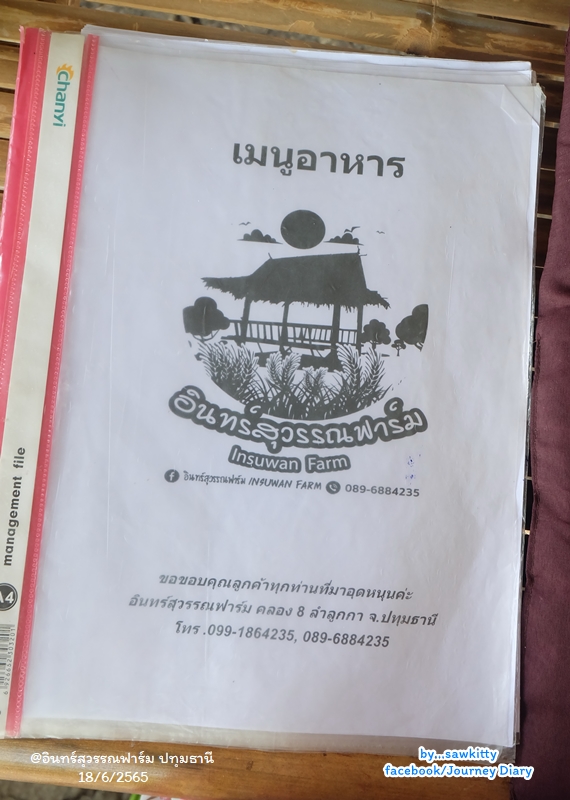 Chanyi
management file
A4
เมนูอาหาร
อินทร์สุวรรณฟาร์ม
Insuwan Farm
อินทร์สุวรรณฟาร์ม INSUWAN FARM 089-6884235
ขอขอบคุณลูกค้าทุกท่านที่มาอุดหนุนค่ะ
อินทร์สุวรรณฟาร์ม คลอง 8 ลำลูกกา จ.ปทุมธานี
โทร .099-1864235, 089-6884235
@อินทร์สุวรรณฟาร์ม ปทุมธานี
18/6/2565
by...sawkitty
facebook/Journey Diary